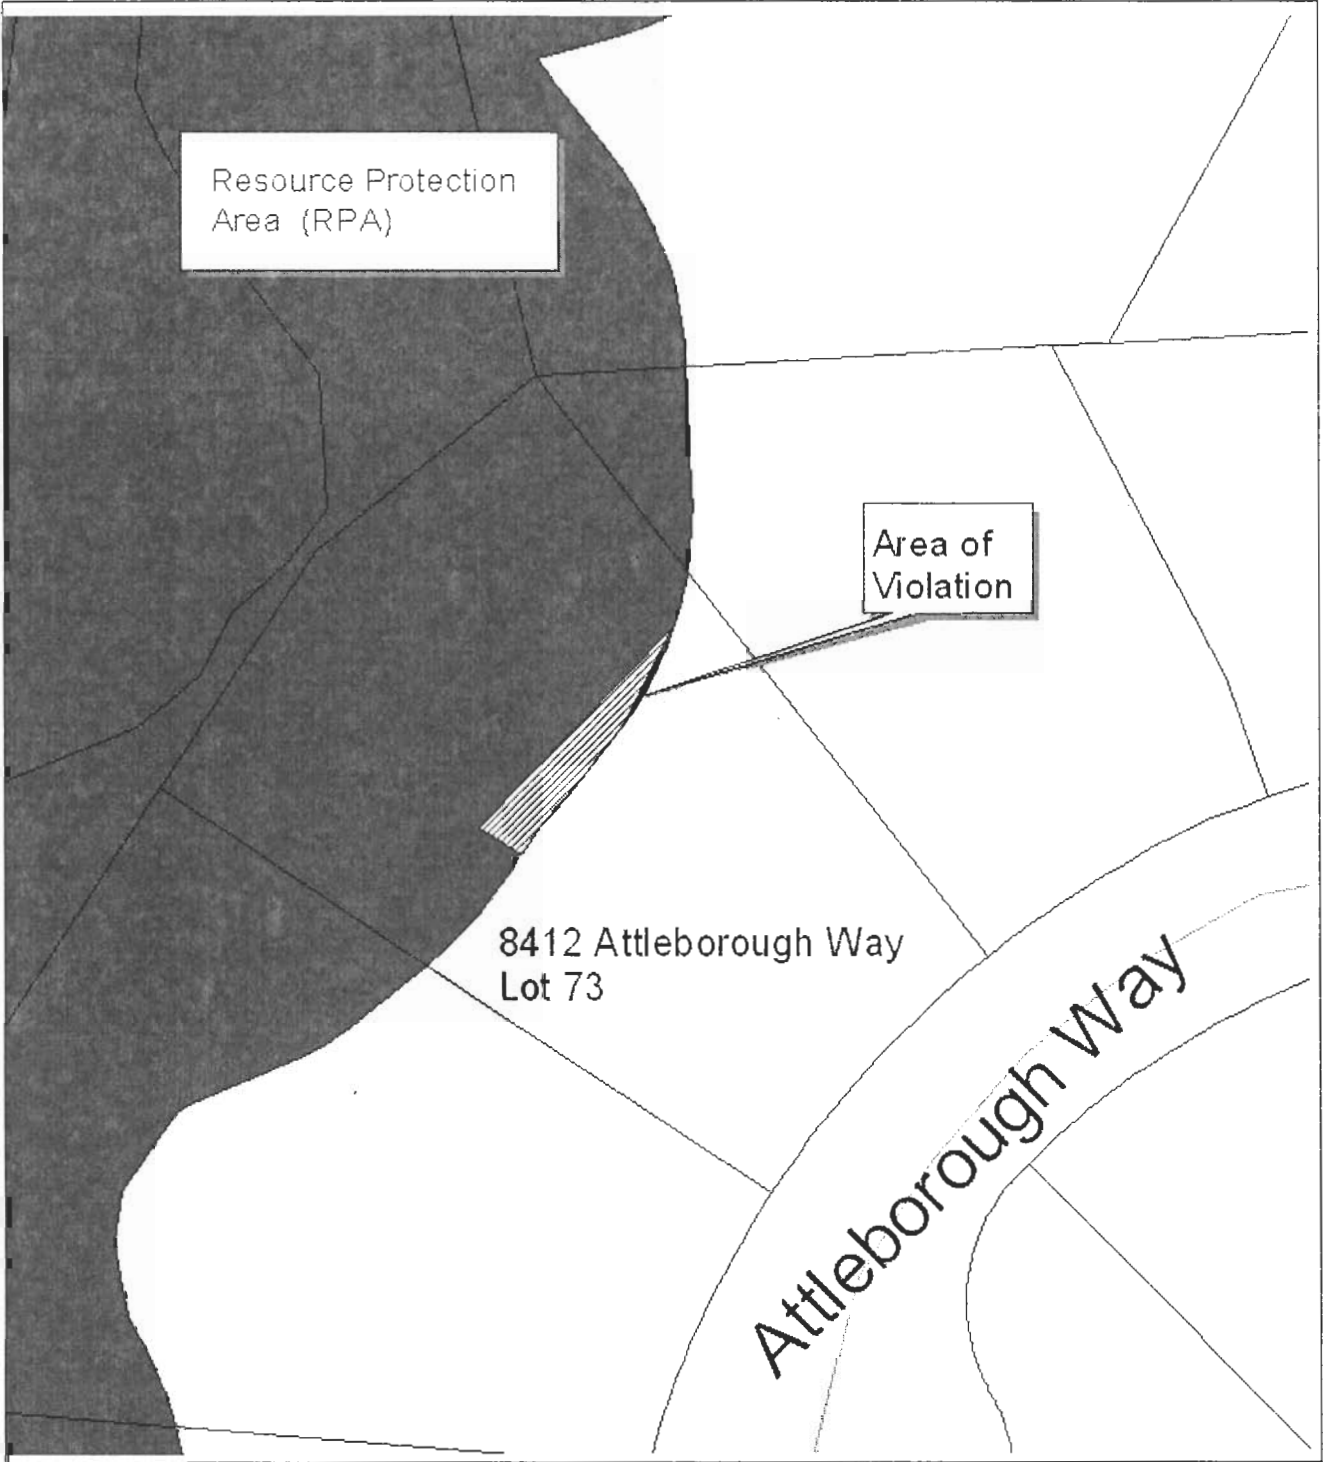 Resource Protection
Area (RPA)
Area of
Violation
8412 Attleborough Way
Lot 73
Attleborough Way